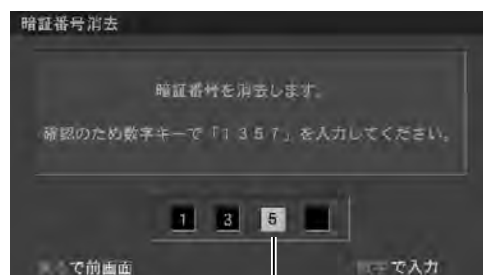 暗証番号消去
暗証番号を消去します。
確認のため数字キーで「1357」を入力してください。
1 3 5
で前画面
で入力